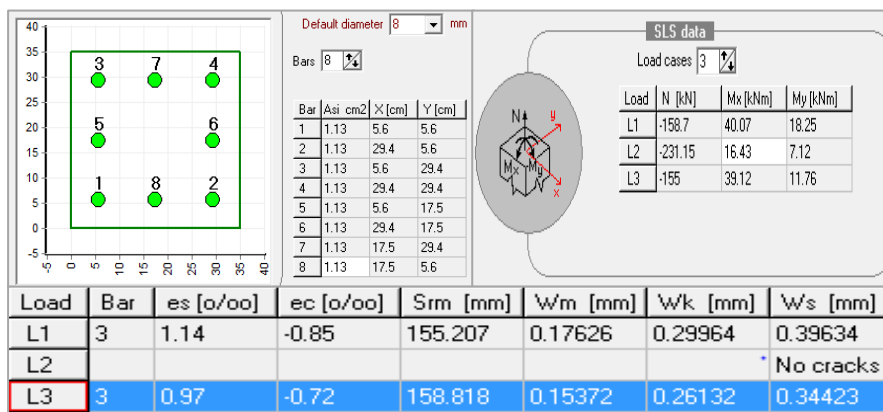 40
35
30
25
20
15
10
5
0
-5
-5 0 5 10 15 20 25 30 35 40
3 7 4
5 6
1 8 2
Default diameter 8 mm
Bars 8
Bar Asi cm2 X [cm] Y [cm]
1 1.13 5.6 5.6
2 1.13 29.4 5.6
3 1.13 5.6 29.4
4 1.13 29.4 29.4
5 1.13 5.6 17.5
6 1.13 29.4 17.5
7 1.13 17.5 29.4
8 1.13 17.5 5.6
N
y
Mx My
x
SLS data
Load cases 3
Load N [kN] Mx [kNm] My [kNm]
L1 -158.7 40.07 18.25
L2 -231.15 16.43 7.12
L3 -155 39.12 11.76
Load Bar es [o/oo] ec [o/oo] Srm [mm] Wm [mm] Wk [mm] Ws [mm]
L1 3 1.14 -0.85 155.207 0.17626 0.29964 0.39634
L2 * No cracks
L3 3 0.97 -0.72 158.818 0.15372 0.26132 0.34423